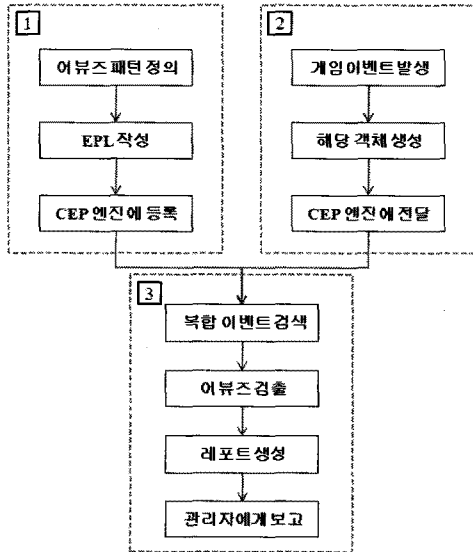 1
어뷰즈 패턴 정의
EPL 작성
CEP 엔진에 등록
2
게임 이벤트 발생
해당 객체 생성
CEP 엔진에 전달
3
복합 이벤트 검색
어뷰즈 검출
레포트 생성
관리자에게 보고